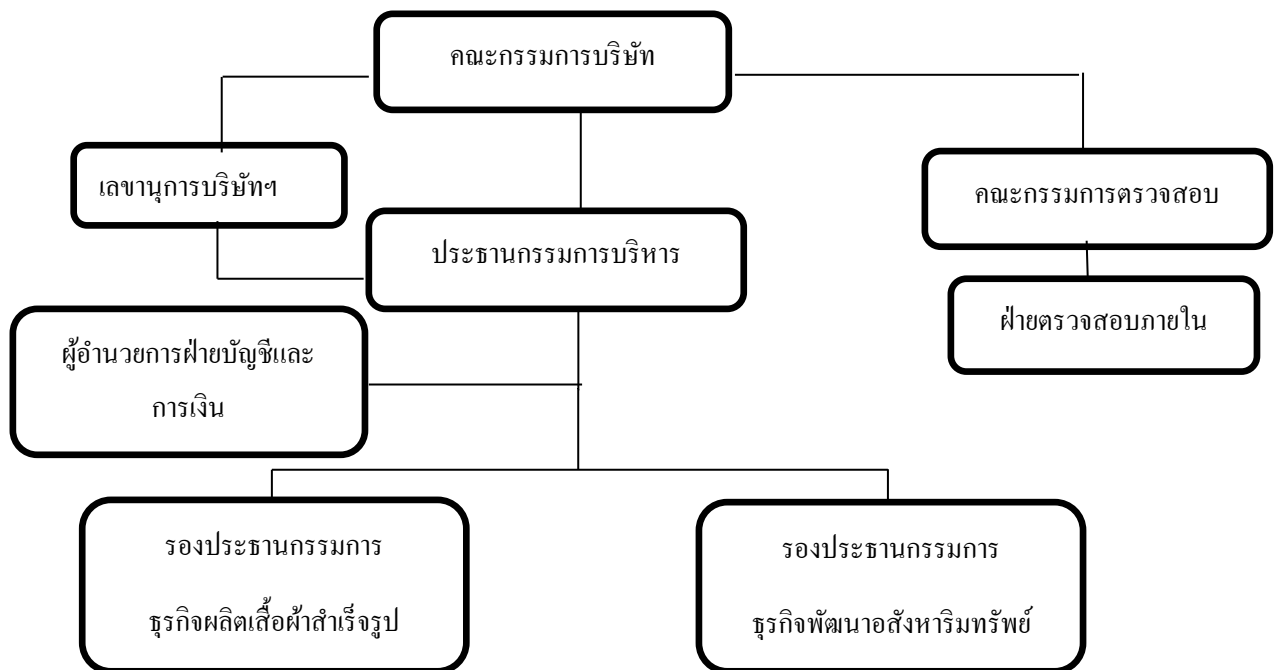 คณะกรรมการบริษัท
เลขานุการบริษัทฯ
คณะกรรมการตรวจสอบ
ประธานกรรมการบริหาร
ฝ่ายตรวจสอบภายใน
ผู้อำนวยการฝ่ายบัญชีและ
การเงิน
รองประธานกรรมการ
ธุรกิจผลิตเสื้อผ้าสำเร็จรูป
รองประธานกรรมการ
ธุรกิจพัฒนาอสังหาริมทรัพย์